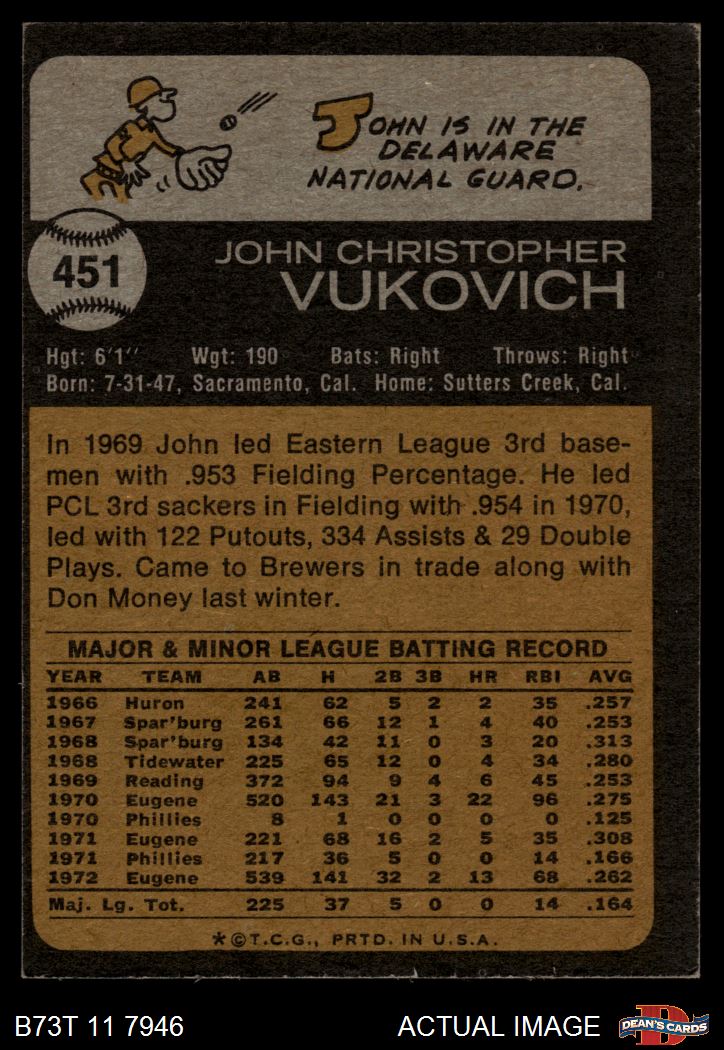 JOHN IS IN THE
DELAWARE
NATIONAL GUARD.
451
JOHN CHRISTOPHER
VUKOVICH
Hgt: 6'1" Wgt: 190 Bats: Right Throws: Right
Born: 7-31-47, Sacramento, Cal. Home: Sutters Creek, Cal.
In 1969 John led Eastern League 3rd base-
men with .953 Fielding Percentage. He led
PCL 3rd sackers in Fielding with .954 in 1970,
led with 122 Putouts, 334 Assists & 29 Double
Plays. Came to Brewers in trade along with
Don Money last winter.
MAJOR & MINOR LEAGUE BATTING RECORD
YEAR TEAM AB H 2B 3B HR RBI AVG
1966 Huron 241 62 5 2 2 35 .257
1967 Spar'burg 261 66 12 1 4 40 .253
1968 Spar'burg 134 42 11 0 3 20 .313
1968 Tidewater 225 65 12 0 4 34 .280
1969 Reading 372 94 9 4 6 45 .253
1970 Eugene 520 143 21 3 22 96 .275
1970 Phillies 8 1 0 0 0 0 .125
1971 Eugene 221 68 16 2 5 35 .308
1971 Phillies 217 36 5 0 0 14 .166
1972 Eugene 539 141 32 2 13 68 .262
Maj. Lg. Tot. 225 37 5 0 0 14 .164
*©T.C.G., PRTD. IN U.S.A.
B73T 11 7946 ACTUAL IMAGE D DEAN'S CARDS